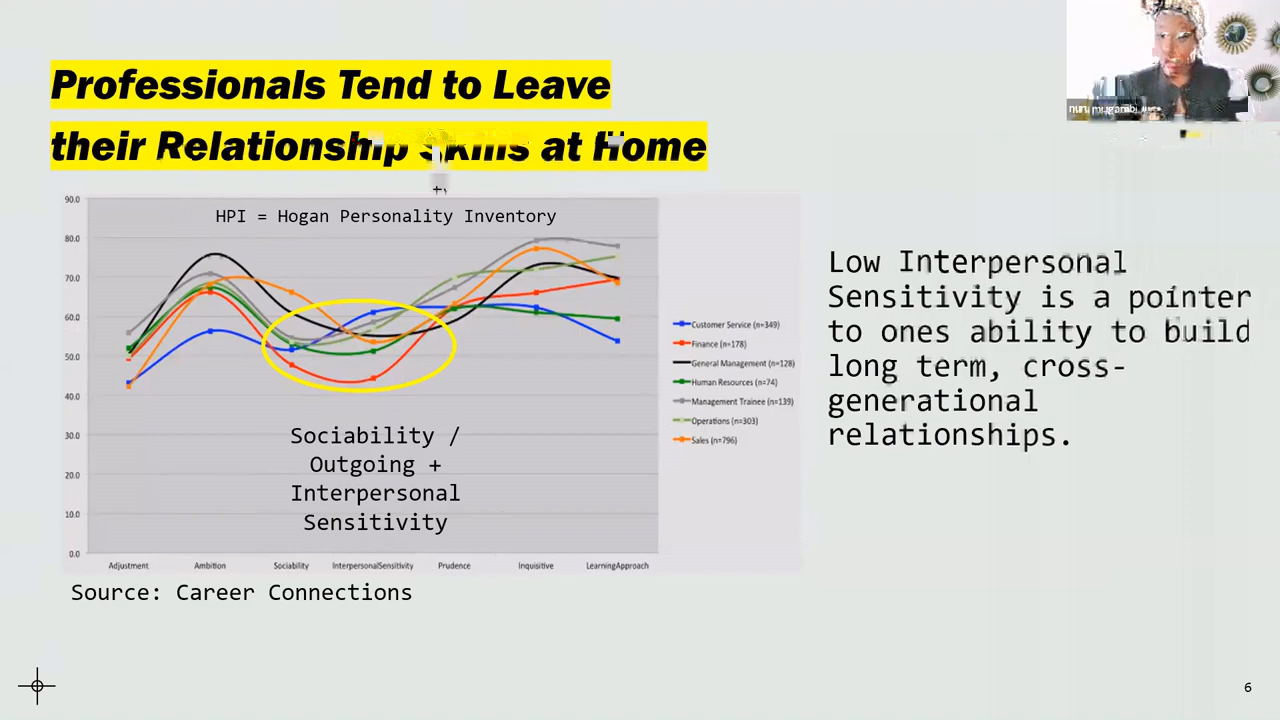 Professionals Tend to Leave
their Relationship Skills at Home
90.0
HPI = Hogan Personality Inventory
80.0
70.0
60.0
50.0
40.0
30.0
20.0
10.0
0.0
Sociability /
Outgoing +
Interpersonal
Sensitivity
Adjustment Ambition Sociability InterpersonalSensitivity Prudence Inquisitive LearningApproach
Customer Service (n=349)
Finance (n=178)
General Management (n=128)
Human Resources (n=74)
Management Trainee (n=139)
Operations (n=303)
Sales (n=796)
Source: Career Connections
Low Interpersonal
Sensitivity is a pointer
to ones ability to build
long term, cross-
generational
relationships.
6